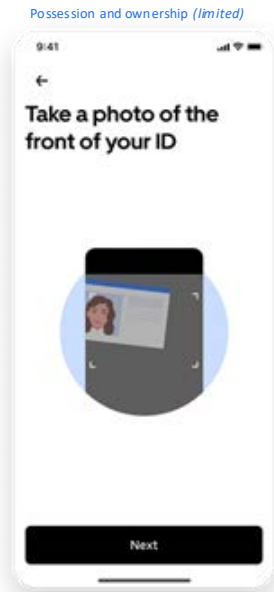 Possession and ownership (limited)
9:41
Take a photo of the
front of your ID
Next